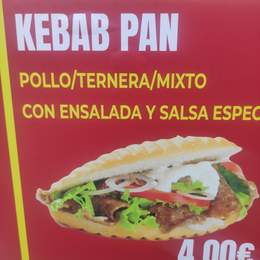 KEBAB PAN
POLLO/TERNERA/MIXTO
CON ENSALADA Y SALSA ESPEC
4,00€